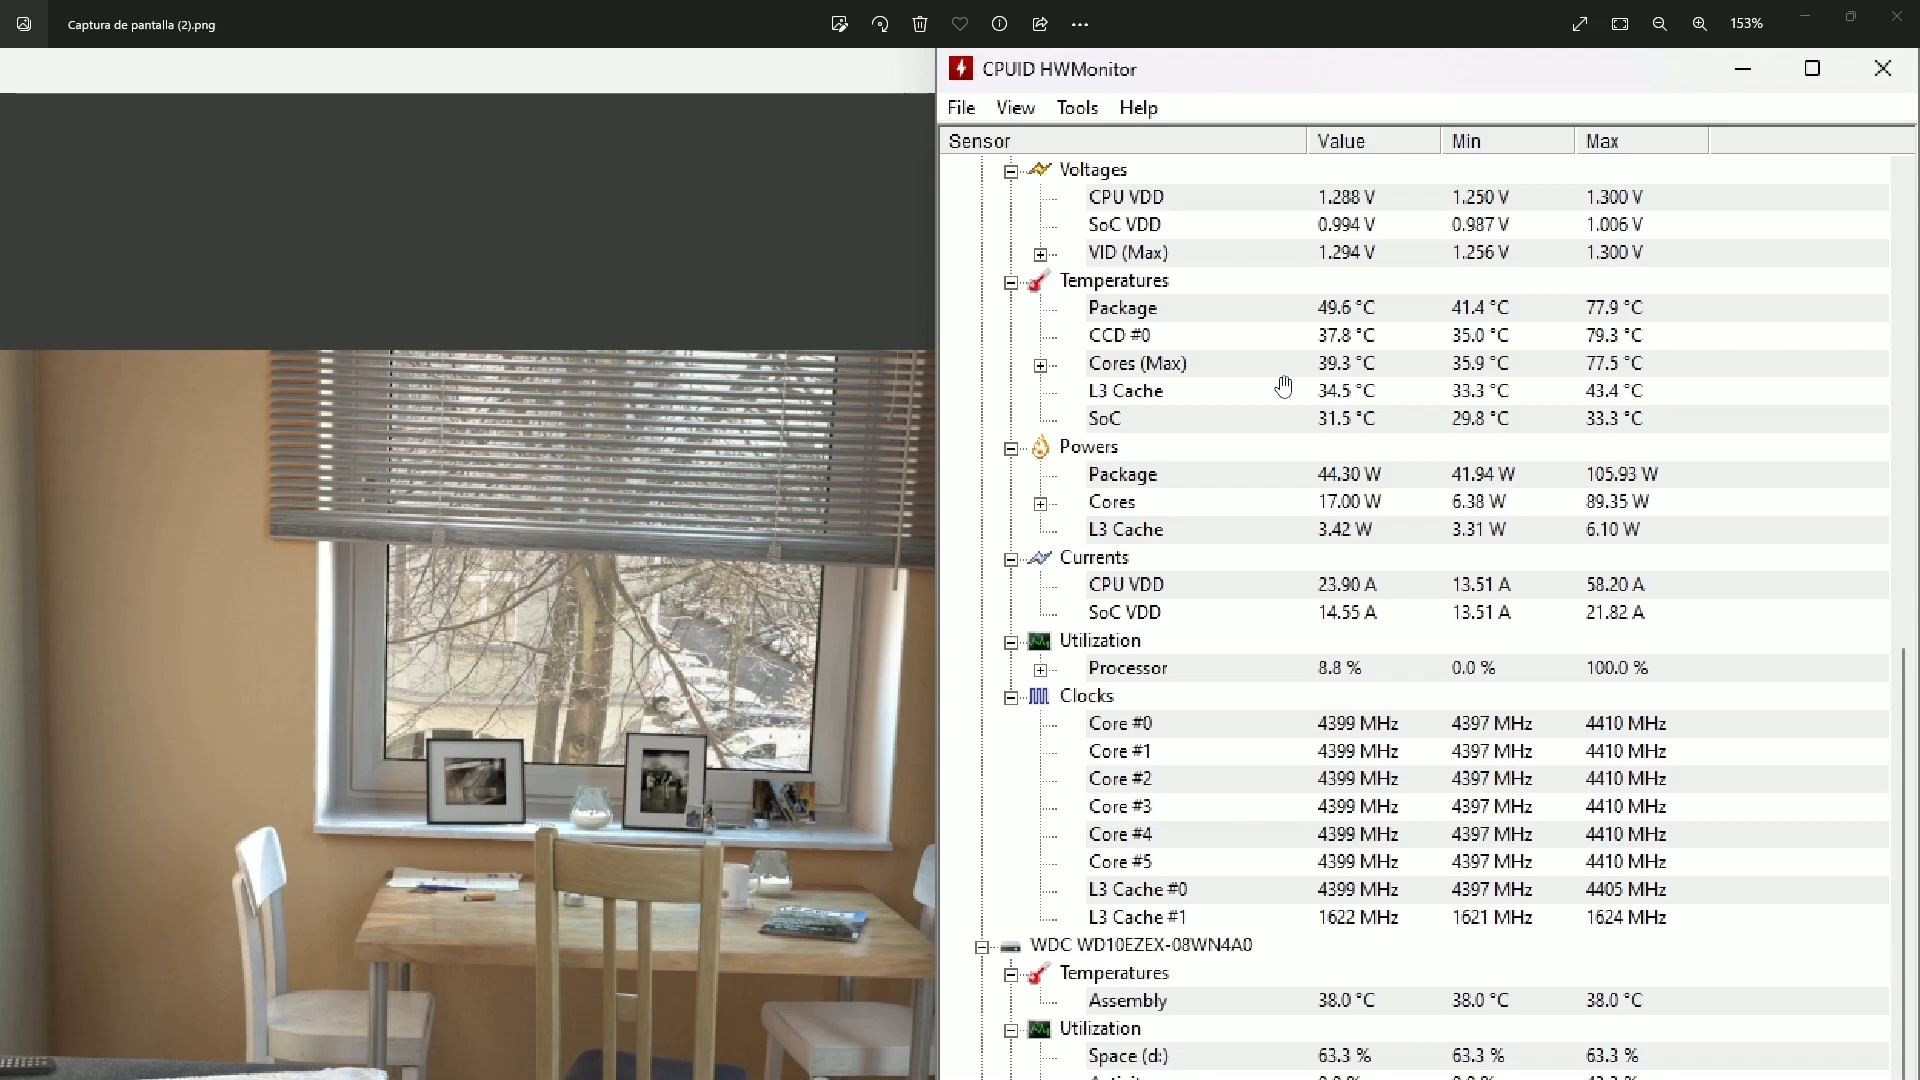 Captura de pantalla (2).png
153%
CPUID HWMonitor
File View Tools Help
Sensor Value Min Max
Voltages
CPU VDD 1.288 V 1.250 V 1.300 V
SoC VDD 0.994 V 0.987 V 1.006 V
VID (Max) 1.294 V 1.256 V 1.300 V
Temperatures
Package 49.6 °C 41.4 °C 77.9 °C
CCD #0 37.8 °C 35.0 °C 79.3 °C
Cores (Max) 39.3 °C 35.9 °C 77.5 °C
L3 Cache 34.5 °C 33.3 °C 43.4 °C
SoC 31.5 °C 29.8 °C 33.3 °C
Powers
Package 44.30 W 41.94 W 105.93 W
Cores 17.00 W 6.38 W 89.35 W
L3 Cache 3.42 W 3.31 W 6.10 W
Currents
CPU VDD 23.90 A 13.51 A 58.20 A
SoC VDD 14.55 A 13.51 A 21.82 A
Utilization
Processor 8.8 % 0.0 % 100.0 %
Clocks
Core #0 4399 MHz 4397 MHz 4410 MHz
Core #1 4399 MHz 4397 MHz 4410 MHz
Core #2 4399 MHz 4397 MHz 4410 MHz
Core #3 4399 MHz 4397 MHz 4410 MHz
Core #4 4399 MHz 4397 MHz 4410 MHz
Core #5 4399 MHz 4397 MHz 4410 MHz
L3 Cache #0 4399 MHz 4397 MHz 4405 MHz
L3 Cache #1 1622 MHz 1621 MHz 1624 MHz
WDC WD10EZEX-08WN4A0
Temperatures
Assembly 38.0 °C 38.0 °C 38.0 °C
Utilization
Space (d:) 63.3 % 63.3 % 63.3 %